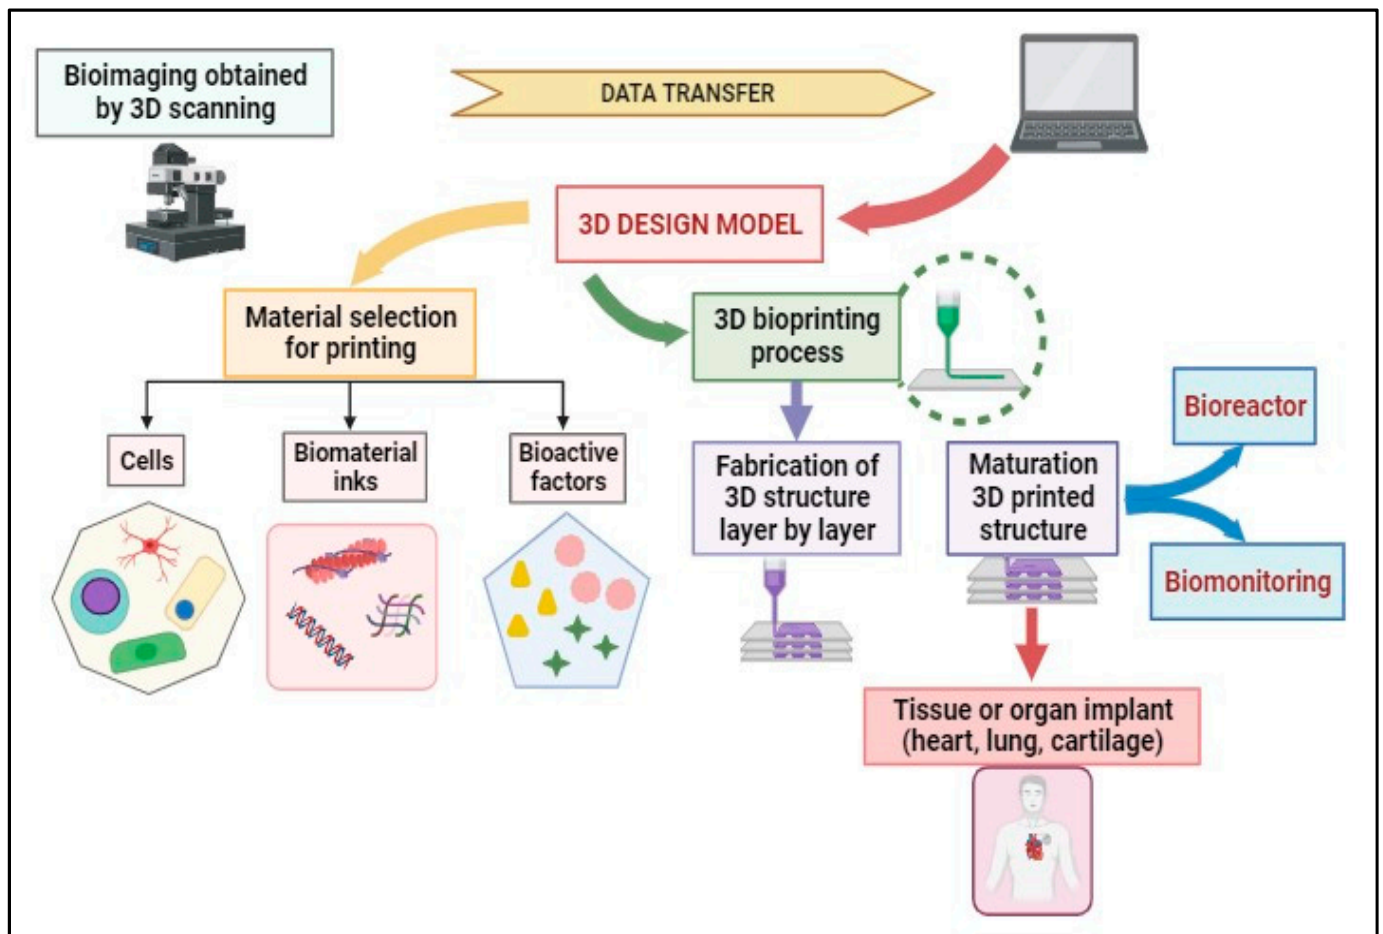 Bioimaging obtained
by 3D scanning
DATA TRANSFER
3D DESIGN MODEL
Material selection
for printing
3D bioprinting
process
Cells
Biomaterial
inks
Bioactive
factors
Fabrication of
3D structure
layer by layer
Maturation
3D printed
structure
Bioreactor
Biomonitoring
Tissue or organ implant
(heart, lung, cartilage)